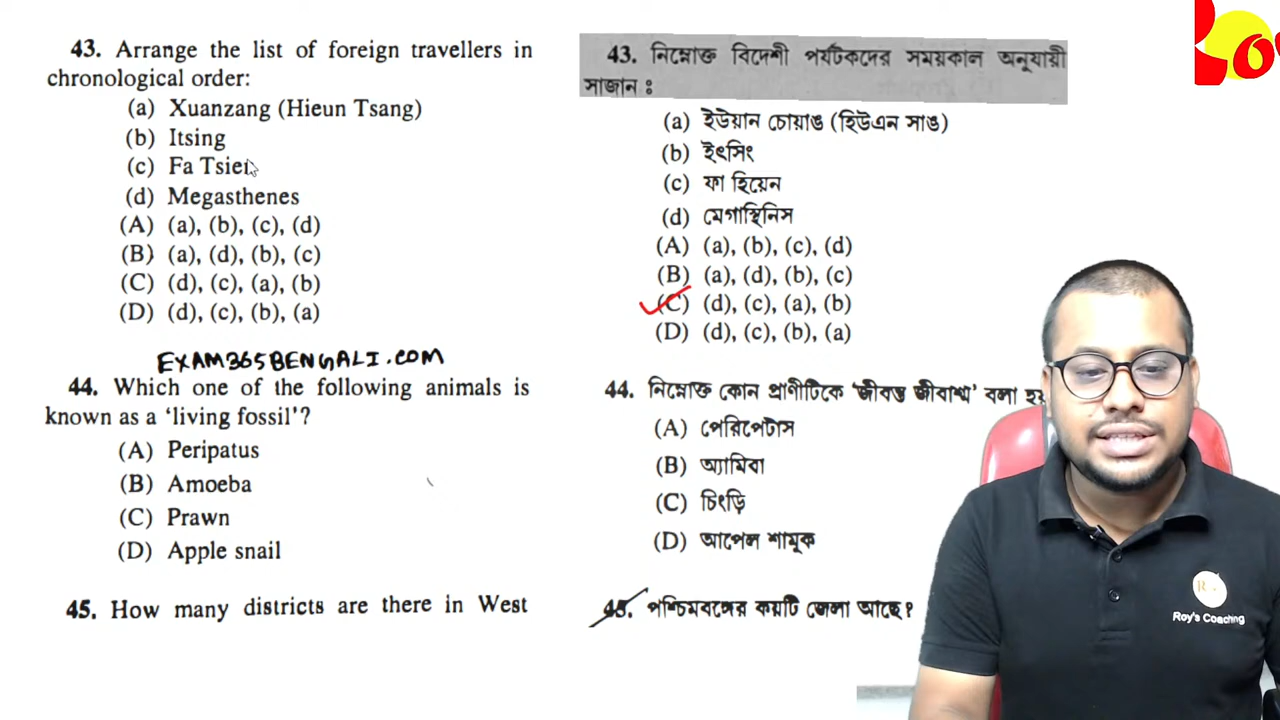 43. Arrange the list of foreign travellers in
chronological order:
(a) Xuanzang (Hieun Tsang)
(b) Itsing
(c) Fa Tsien
(d) Megasthenes
(A) (a), (b), (c), (d)
(B) (a), (d), (b), (c)
(C) (d), (c), (a), (b)
(D) (d), (c), (b), (a)
EXAM365BENGALI.COM
44. Which one of the following animals is
known as a ‘living fossil’?
(A) Peripatus
(B) Amoeba
(C) Prawn
(D) Apple snail
45. How many districts are there in West
43. নিম্নোক্ত বিদেশী পর্যটকদের সময়কাল অনুযায়ী
সাজান ঃ
(a) ইউয়ান চোয়াঙ (হিউএন সাঙ)
(b) ইৎসিং
(c) ফা হিয়েন
(d) মেগাস্থিনিস
(A) (a), (b), (c), (d)
(B) (a), (d), (b), (c)
(C) (d), (c), (a), (b)
(D) (d), (c), (b), (a)
44. নিম্নোক্ত কোন প্রাণীটিকে ‘জীবন্ত জীবাশ্ম’ বলা হয়
(A) পেরিপেটাস
(B) অ্যামিবা
(C) চিংড়ি
(D) আপেল শামুক
45. পশ্চিমবঙ্গের কয়টি জেলা আছে?
Roy's Coaching